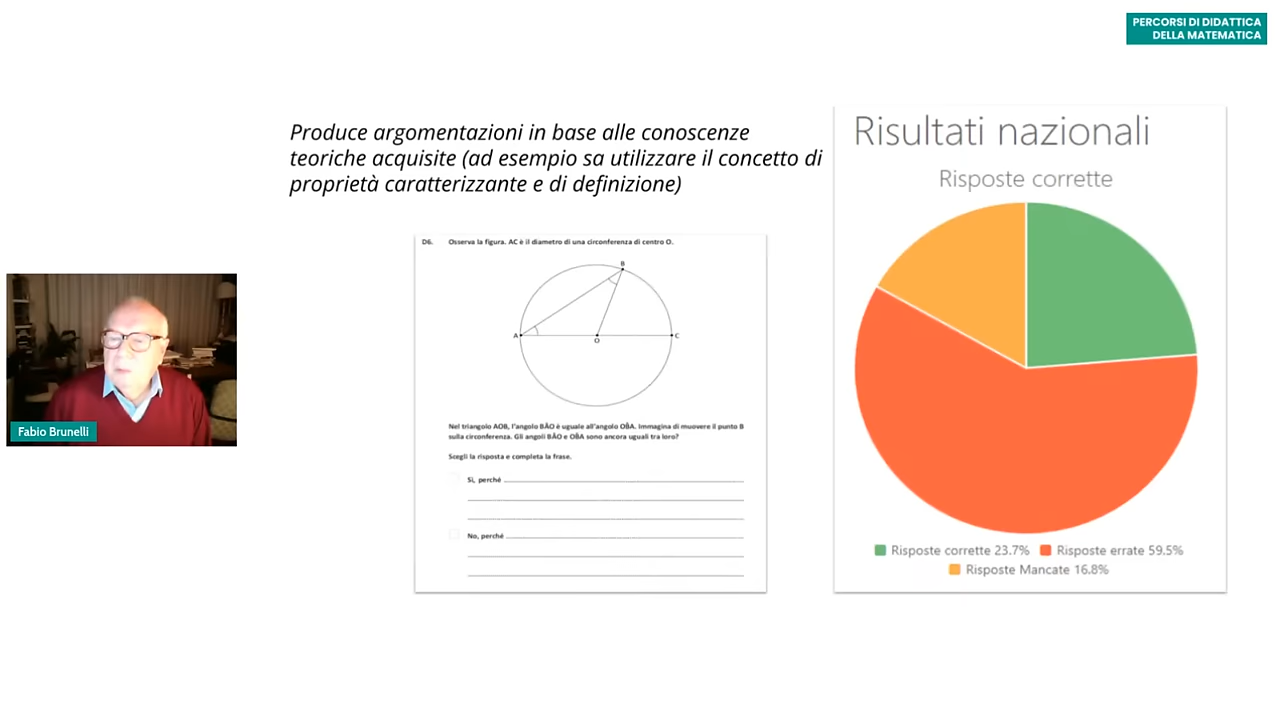 PERCORSI DI DIDATTICA
DELLA MATEMATICA
Produce argomentazioni in base alle conoscenze
teoriche acquisite (ad esempio sa utilizzare il concetto di
proprietà caratterizzante e di definizione)
D6. Osserva la figura. AC è il diametro di una circonferenza di centro O.
B
A
O
C
Nel triangolo AOB, l'angolo BÂO è uguale all'angolo OB̂A. Immagina di muovere il punto B
sulla circonferenza. Gli angoli BÂO e OB̂A sono ancora uguali tra loro?
Scegli la risposta e completa la frase.
Sì, perché
No, perché
Risultati nazionali
Risposte corrette
Risposte corrette 23.7% Risposte errate 59.5%
Risposte Mancate 16.8%
Fabio Brunelli